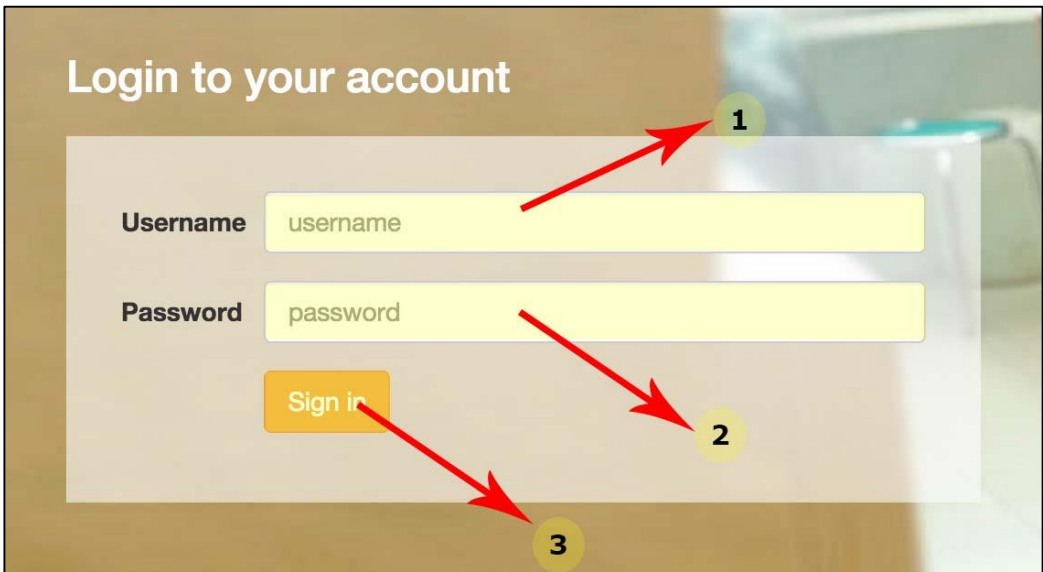 Login to your account
1
Username username
Password password
Sign in
2
3